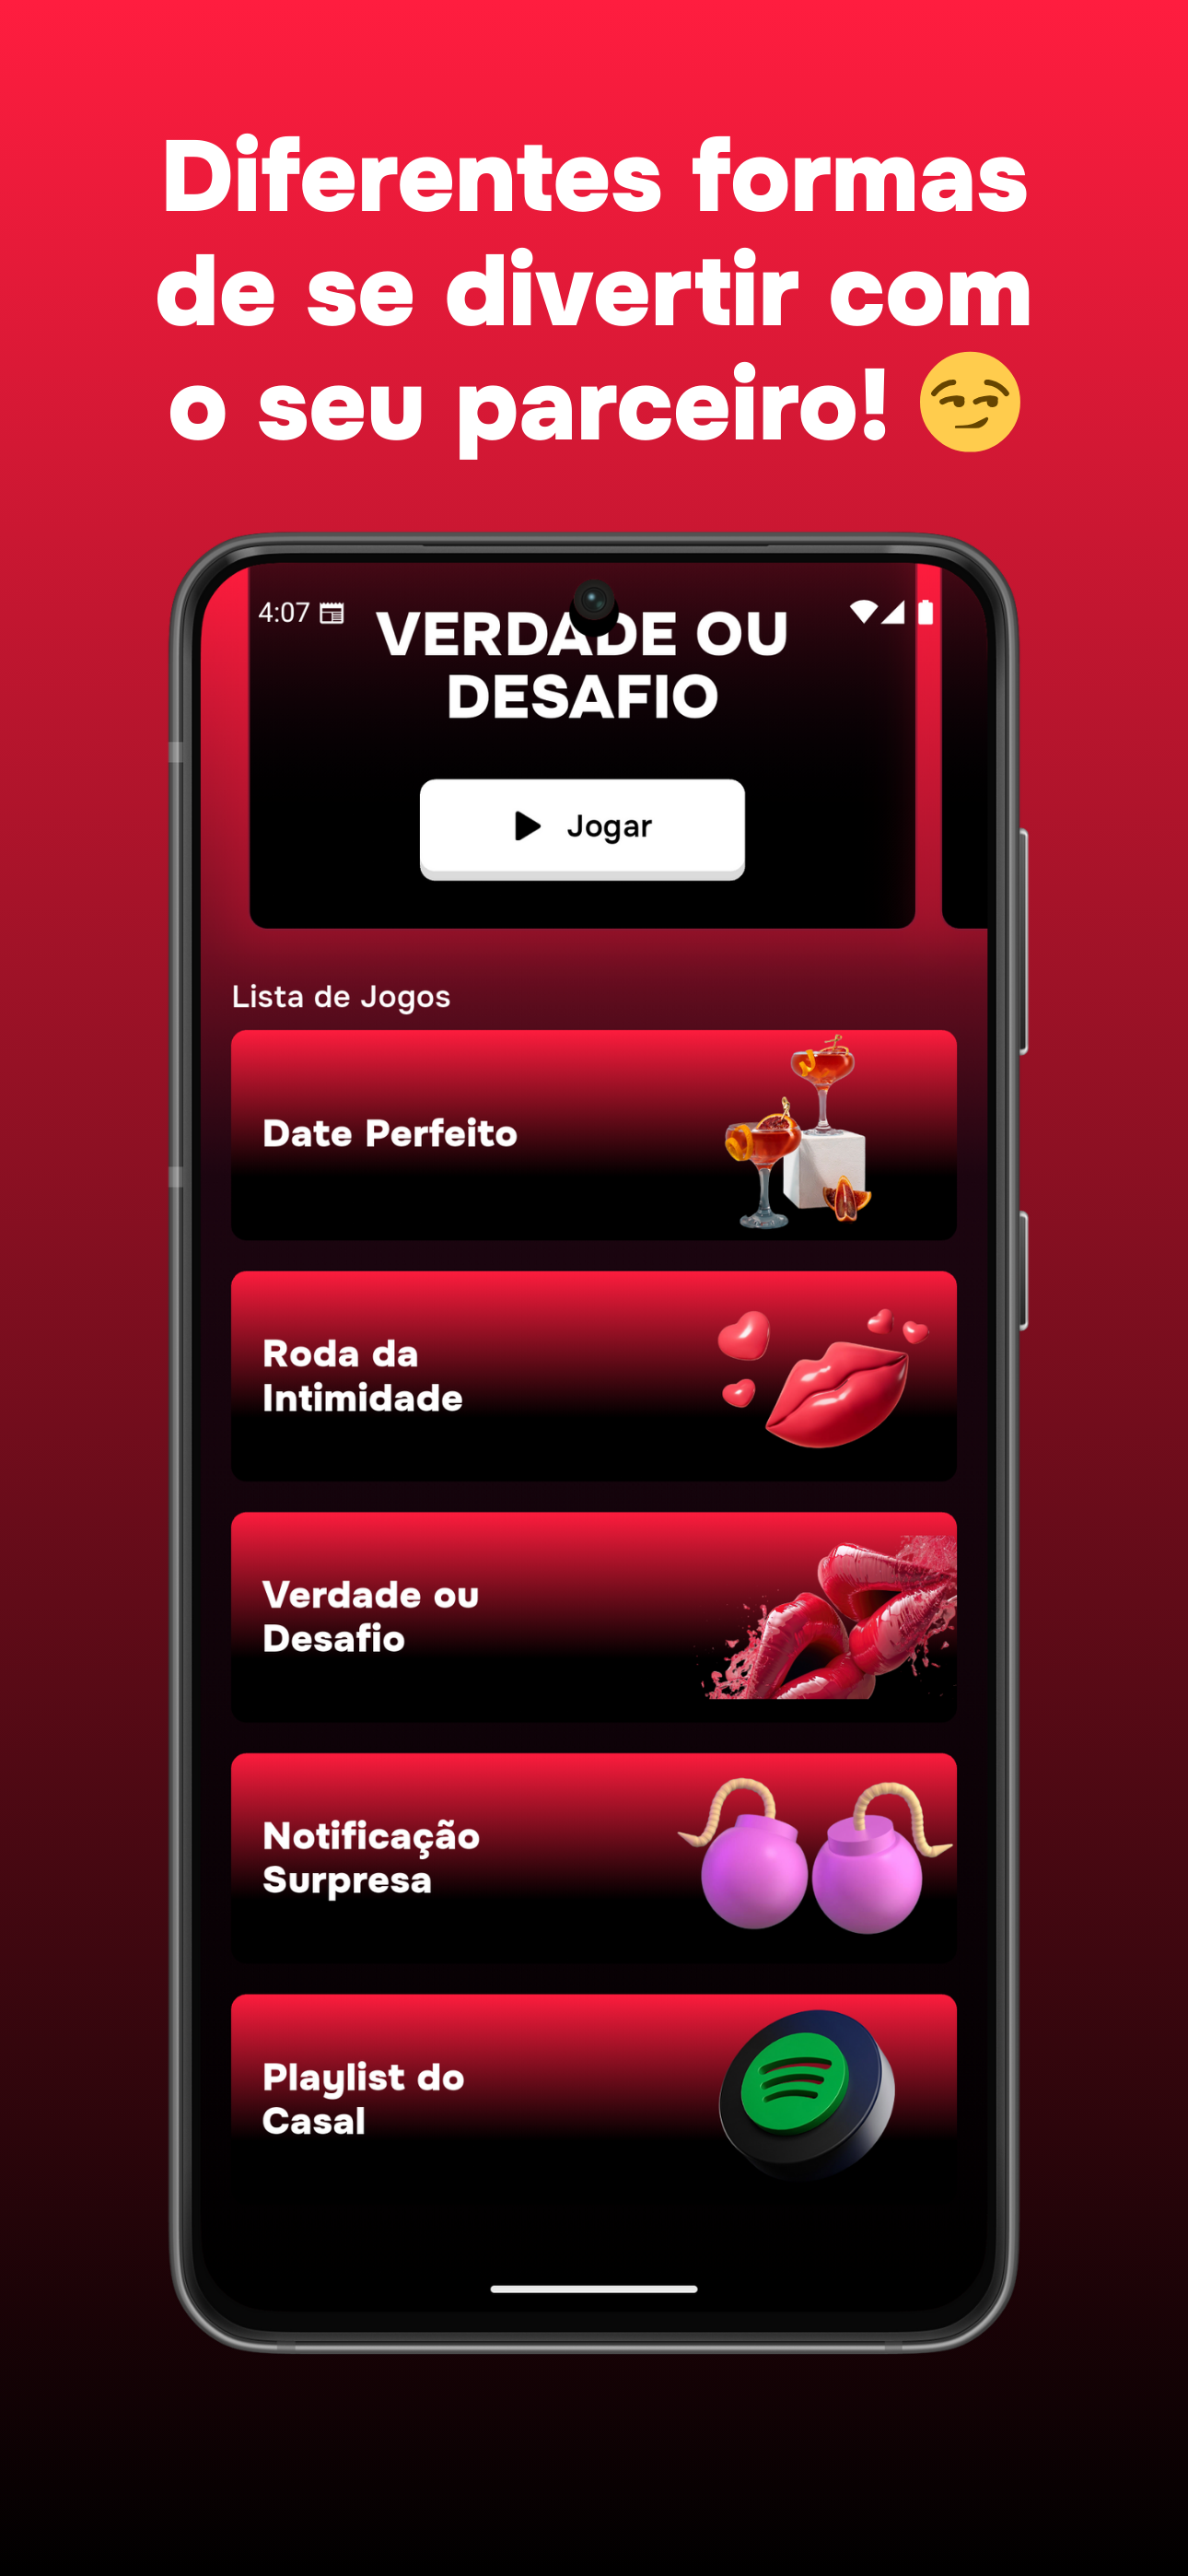 Diferentes formas
de se divertir com
o seu parceiro! 😏
4:07
VERDADE OU
DESAFIO
Jogar
Lista de Jogos
Date Perfeito
Roda da
Intimidade
Verdade ou
Desafio
Notificação
Surpresa
Playlist do
Casal